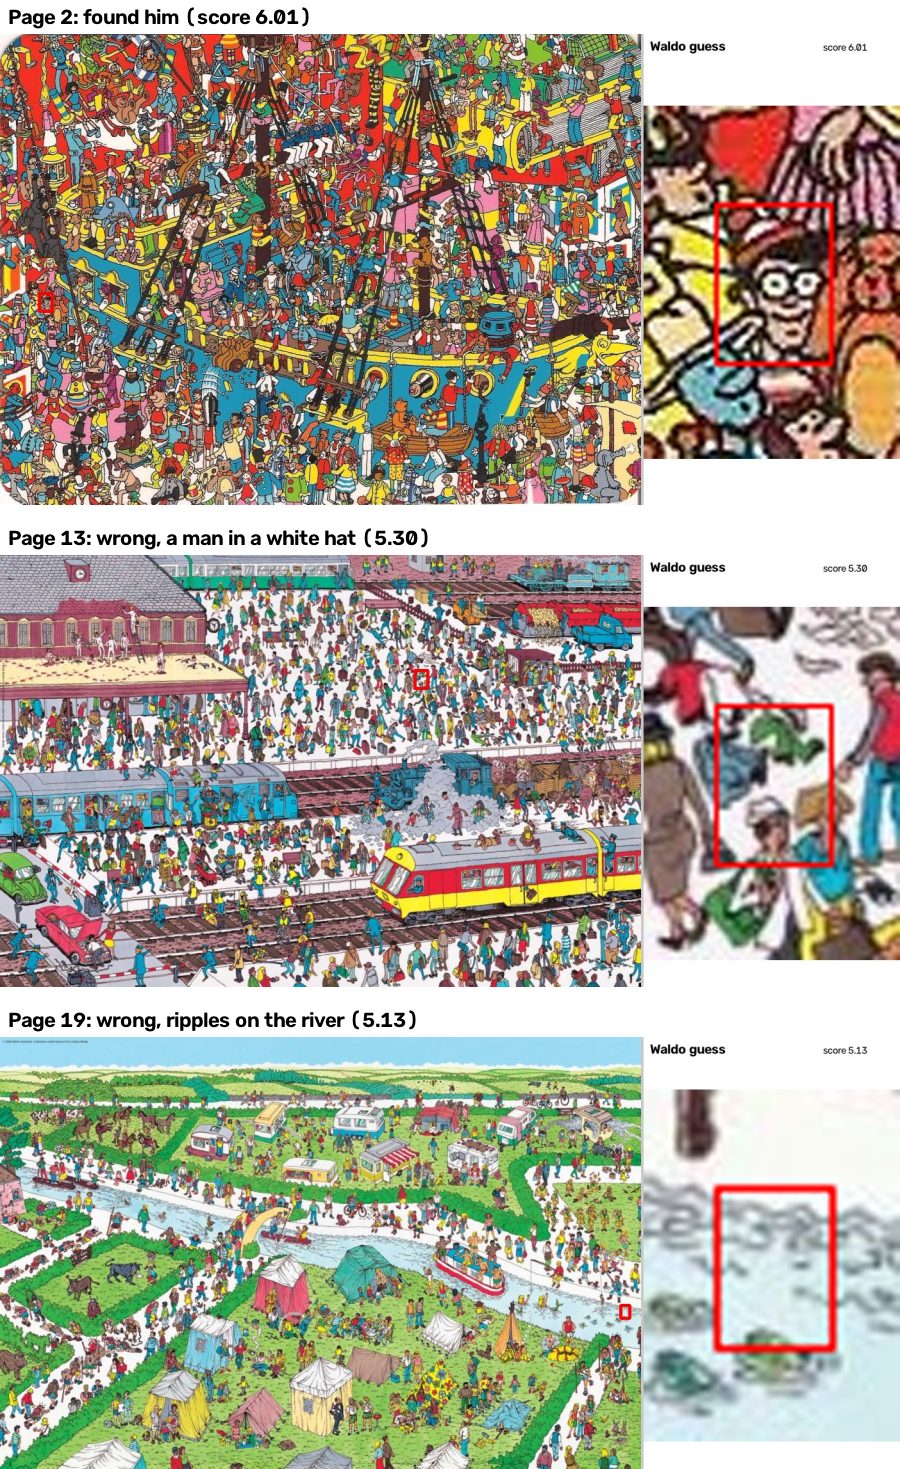 Page 2: found him (score 6.01)
Waldo guess score 6.01
Page 13: wrong, a man in a white hat (5.30)
Waldo guess score 5.30
Page 19: wrong, ripples on the river (5.13)
Waldo guess score 5.13